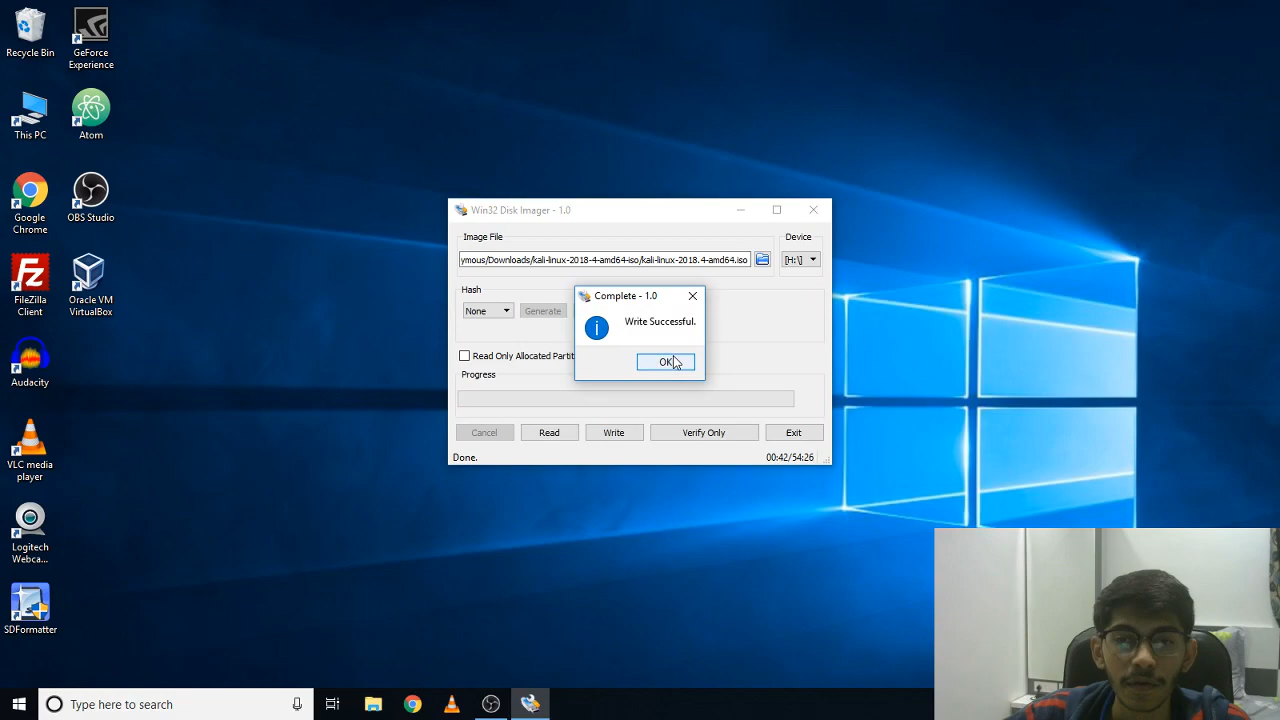 Recycle Bin
GeForce
Experience
This PC
Atom
Google
Chrome
OBS Studio
FileZilla
Client
Oracle VM
VirtualBox
Audacity
VLC media
player
Logitech
Webca...
SDFormatter
Win32 Disk Imager - 1.0
Image File
Device
ymous/Downloads/kali-linux-2018-4-amd64-iso/kali-linux-2018.4-amd64.iso
[H:\]
Hash
None
Generate
Complete - 1.0
Write Successful.
OK
Read Only Allocated Partit
Progress
Cancel
Read
Write
Verify Only
Exit
Done.
00:42/54:26
Type here to search